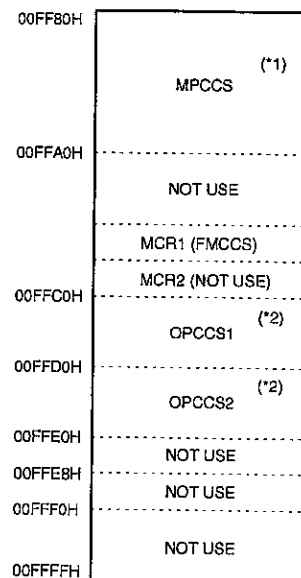 00FF80H
(*1)
MPCCS
00FFA0H
NOT USE
MCR1 (FMCCS)
MCR2 (NOT USE)
00FFC0H
(*2)
OPCCS1
00FFD0H
(*2)
OPCCS2
00FFE0H
NOT USE
00FFE8H
NOT USE
00FFF0H
NOT USE
00FFFFH